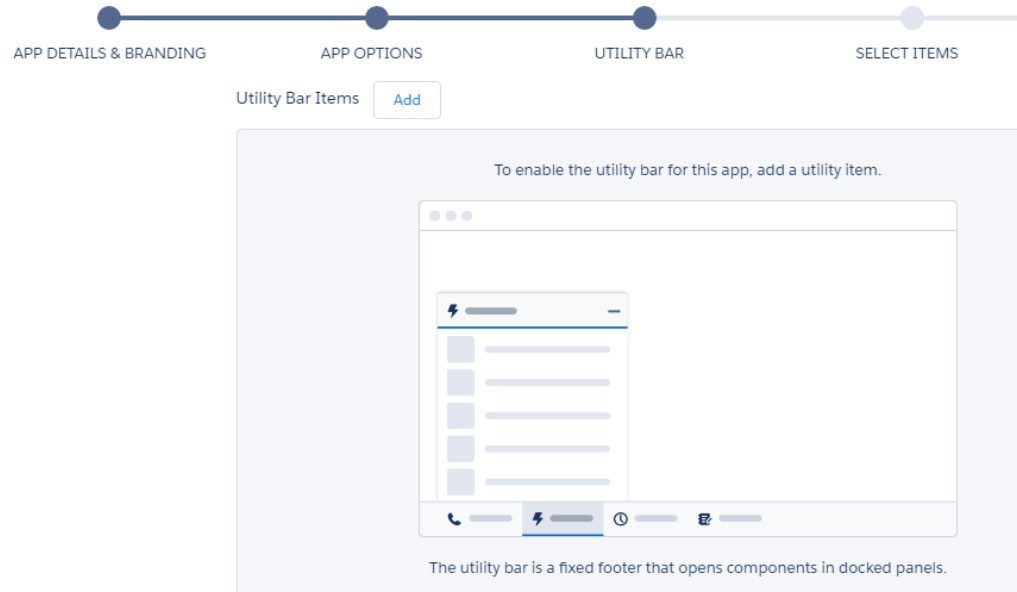 APP DETAILS & BRANDING
APP OPTIONS
UTILITY BAR
SELECT ITEMS
Utility Bar Items
Add
To enable the utility bar for this app, add a utility item.
The utility bar is a fixed footer that opens components in docked panels.